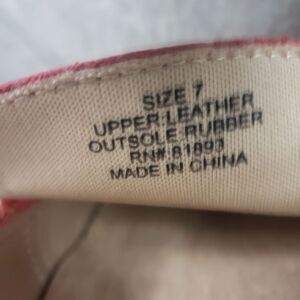 SIZE 7
UPPER:LEATHER
OUTSOLE:RUBBER
RN#:81893
MADE IN CHINA